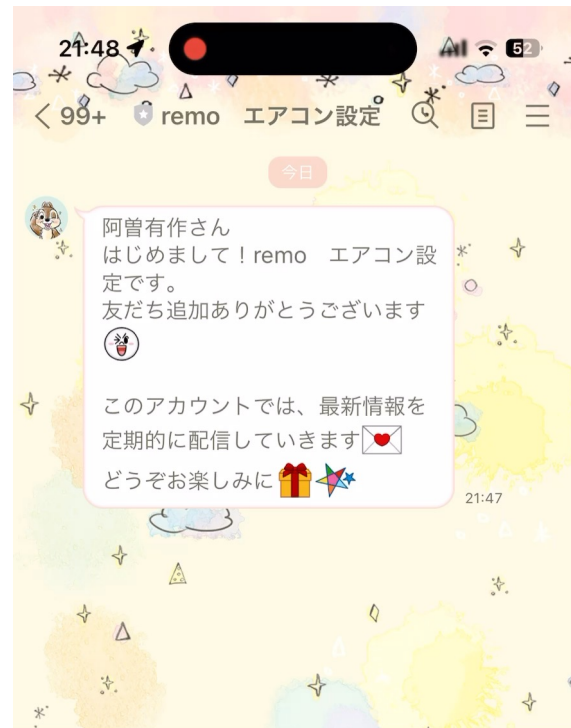 21:48
52
99+
remo エアコン設定
今日
阿曽有作さん
はじめまして！remo　エアコン設
定です。
友だち追加ありがとうございます
このアカウントでは、最新情報を
定期的に配信していきます
どうぞお楽しみに
21:47